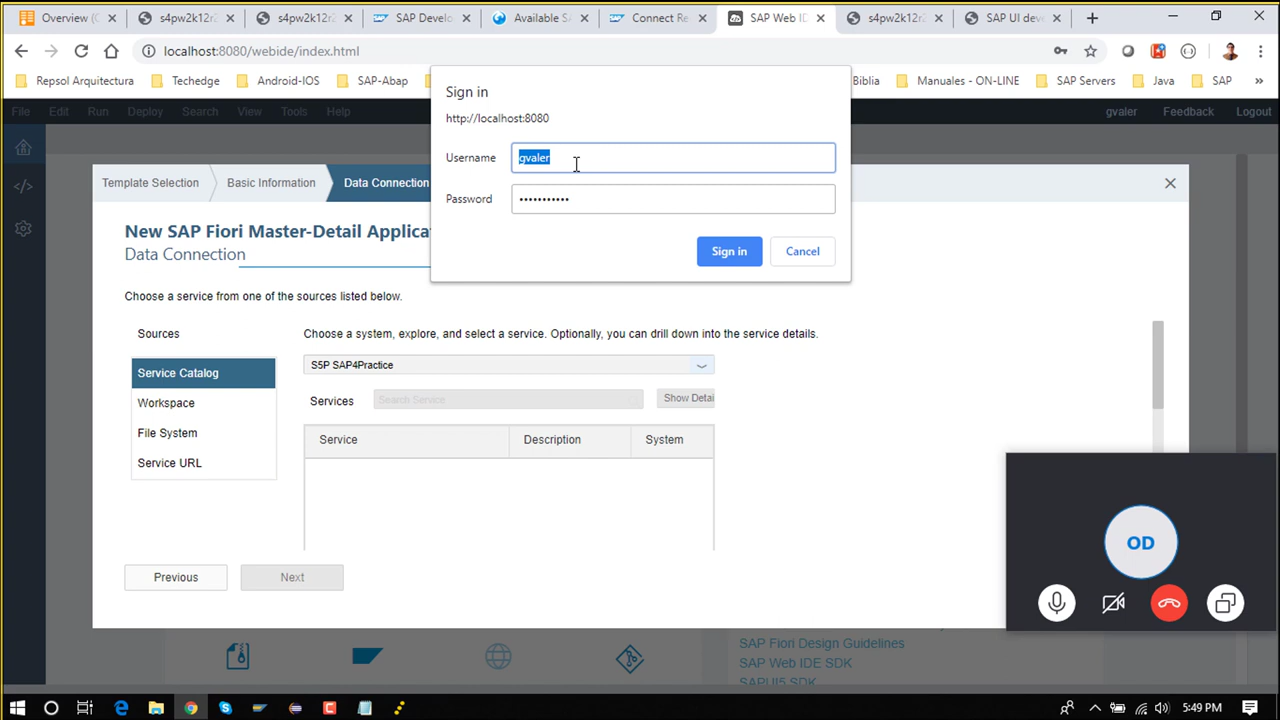 Overview (
s4pw2k12r2
s4pw2k12r2
SAP Develo
Available SA
Connect Re
SAP Web ID
s4pw2k12r2
SAP UI deve
localhost:8080/webide/index.html
Repsol Arquitectura
Techedge
Android-IOS
SAP-Abap
Biblia
Manuales - ON-LINE
SAP Servers
Java
SAP
»
File
Edit
Run
Deploy
Search
View
Tools
Help
gvaler
Feedback
Logout
Sign in
http://localhost:8080
Username
gvaler
Password
•••••••••••
Sign in
Cancel
Template Selection
Basic Information
Data Connection
New SAP Fiori Master-Detail Applica
Data Connection
Choose a service from one of the sources listed below.
Sources
Service Catalog
Workspace
File System
Service URL
Choose a system, explore, and select a service. Optionally, you can drill down into the service details.
S5P SAP4Practice
Services
Search Service
Show Detai
Service
Description
System
Previous
Next
OD
SAP Fiori Design Guidelines
SAP Web IDE SDK
SAPUI5 SDK
5:49 PM